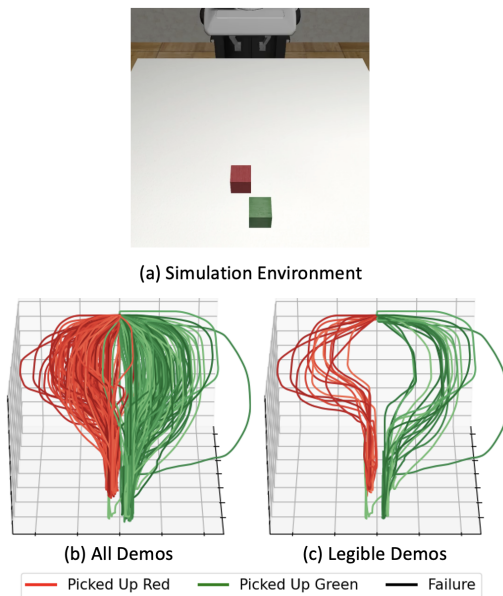 (a) Simulation Environment
(b) All Demos
(c) Legible Demos
Picked Up Red
Picked Up Green
Failure